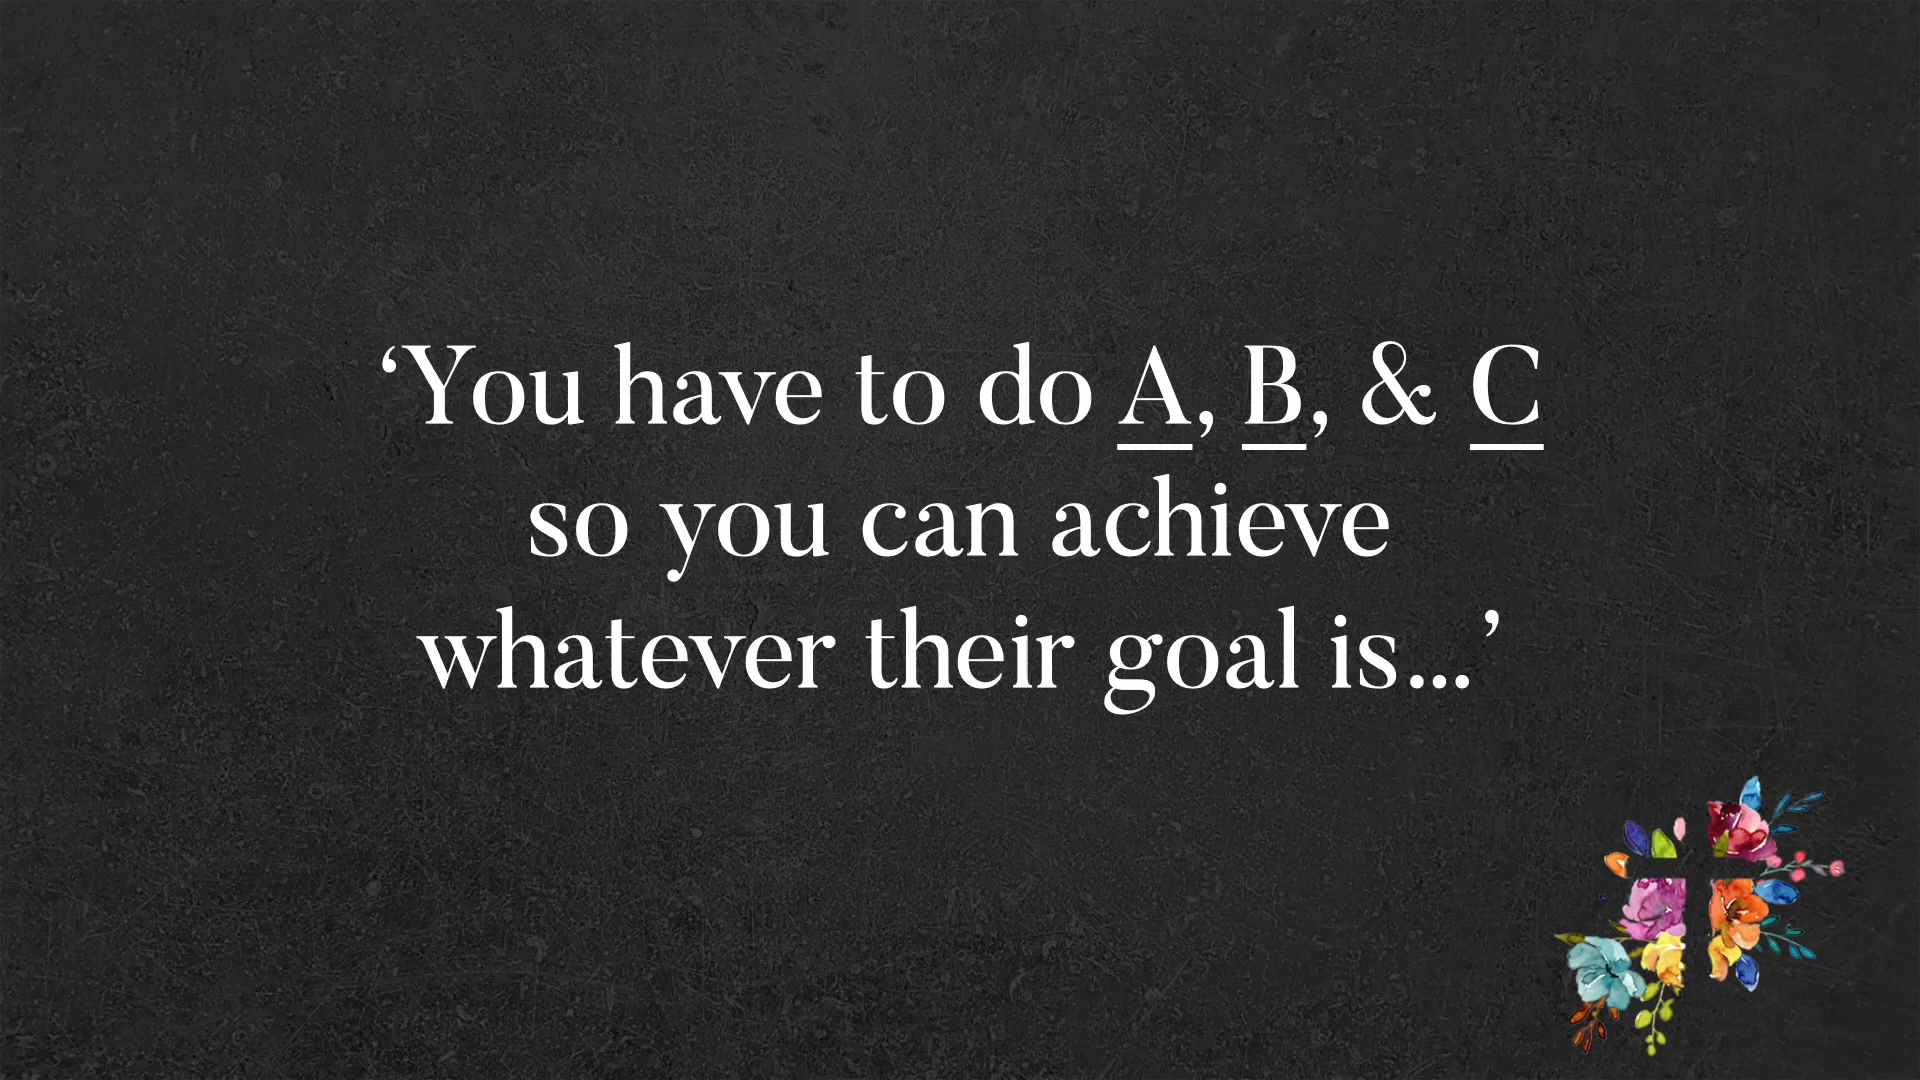 ‘You have to do A, B, & C
so you can achieve
whatever their goal is...’